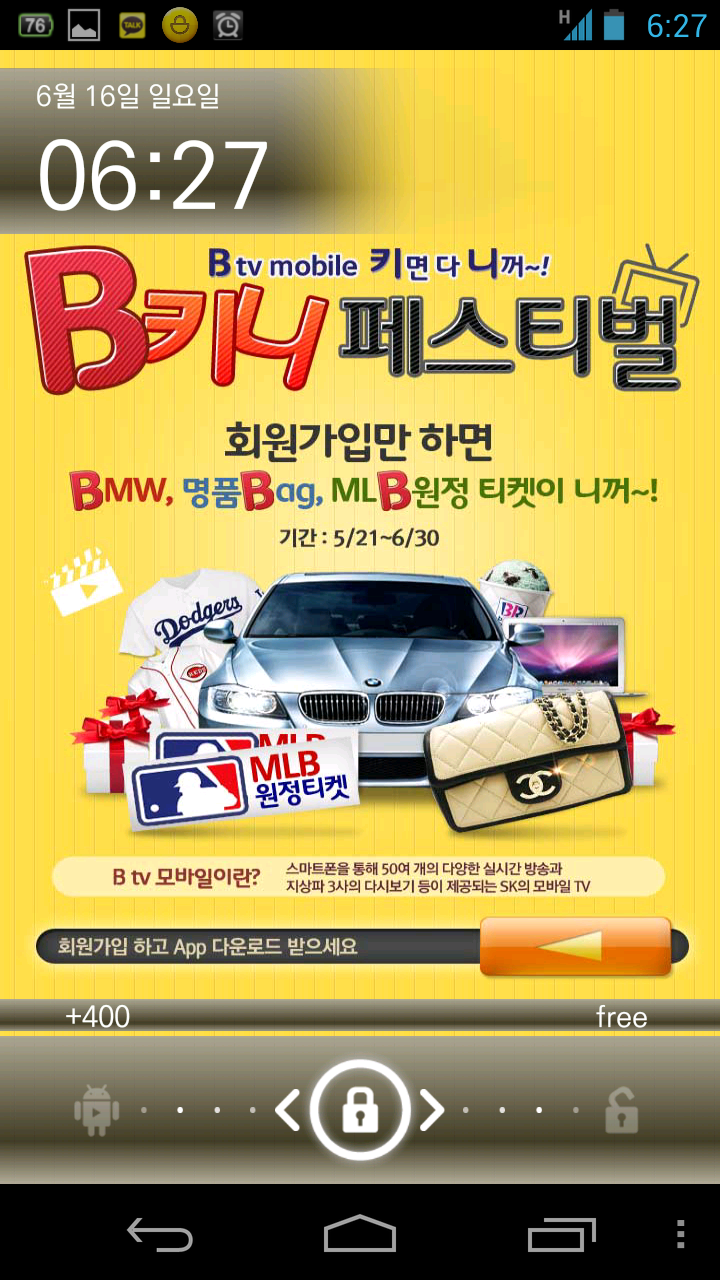 76
TALK
H
6:27
6월 16일 일요일
06:27
B tv mobile 키면 다 니꺼~!
B키니 페스티벌
회원가입만 하면
BMW, 명품Bag, MLB원정 티켓이 니꺼~!
기간 : 5/21~6/30
Dodgers
REDS
BR
MLB
MLB
원정티켓
B tv 모바일이란?
스마트폰을 통해 50여 개의 다양한 실시간 방송과
지상파 3사의 다시보기 등이 제공되는 SK의 모바일 TV
회원가입 하고 App 다운로드 받으세요
+400
free